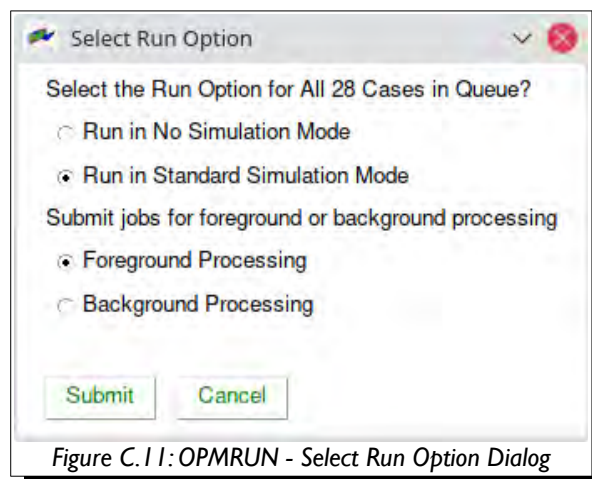 Select Run Option
Select the Run Option for All 28 Cases in Queue?
Run in No Simulation Mode
Run in Standard Simulation Mode
Submit jobs for foreground or background processing
Foreground Processing
Background Processing
Submit Cancel
Figure C.11: OPMRUN - Select Run Option Dialog